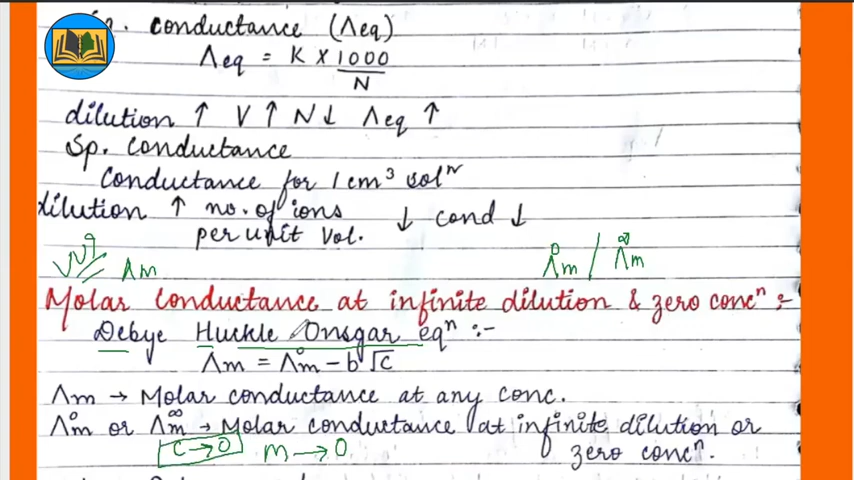 conductance (Λeq)
Λeq = K × 1000/N
dilution ↑ V ↑ N↓ Λeq ↑
Sp. Conductance
Conductance for 1 cm³ solⁿ
dilution ↑ no. of ions ↓ cond ↓
per unit Vol.
Λm Λ°m / Λ∞m
Molar Conductance at infinite dilution & zero concⁿ :-
Debye Huckle Onsgar eqⁿ :-
Λm = Λ°m - b√c
Λm → Molar conductance at any conc.
Λ°m or Λ∞m → Molar conductance at infinite dilution or
C→0 m→0 zero concⁿ.